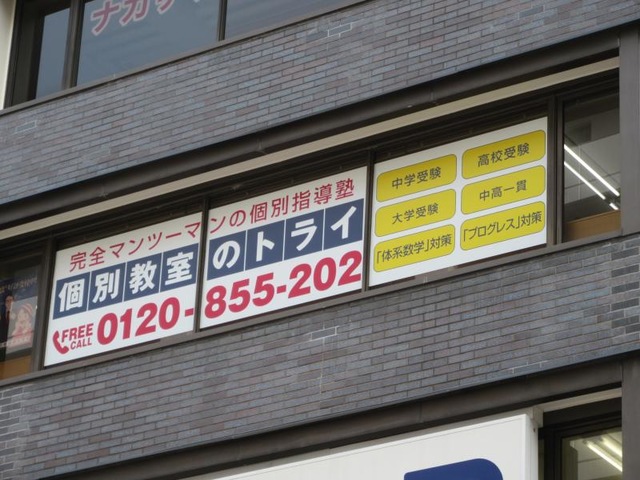 ナガ
完全マンツーマンの個別指導塾
個別教室のトライ
FREE CALL 0120-855-202
中学受験
高校受験
大学受験
中高一貫
「体系数学」対策
「プログレス」対策